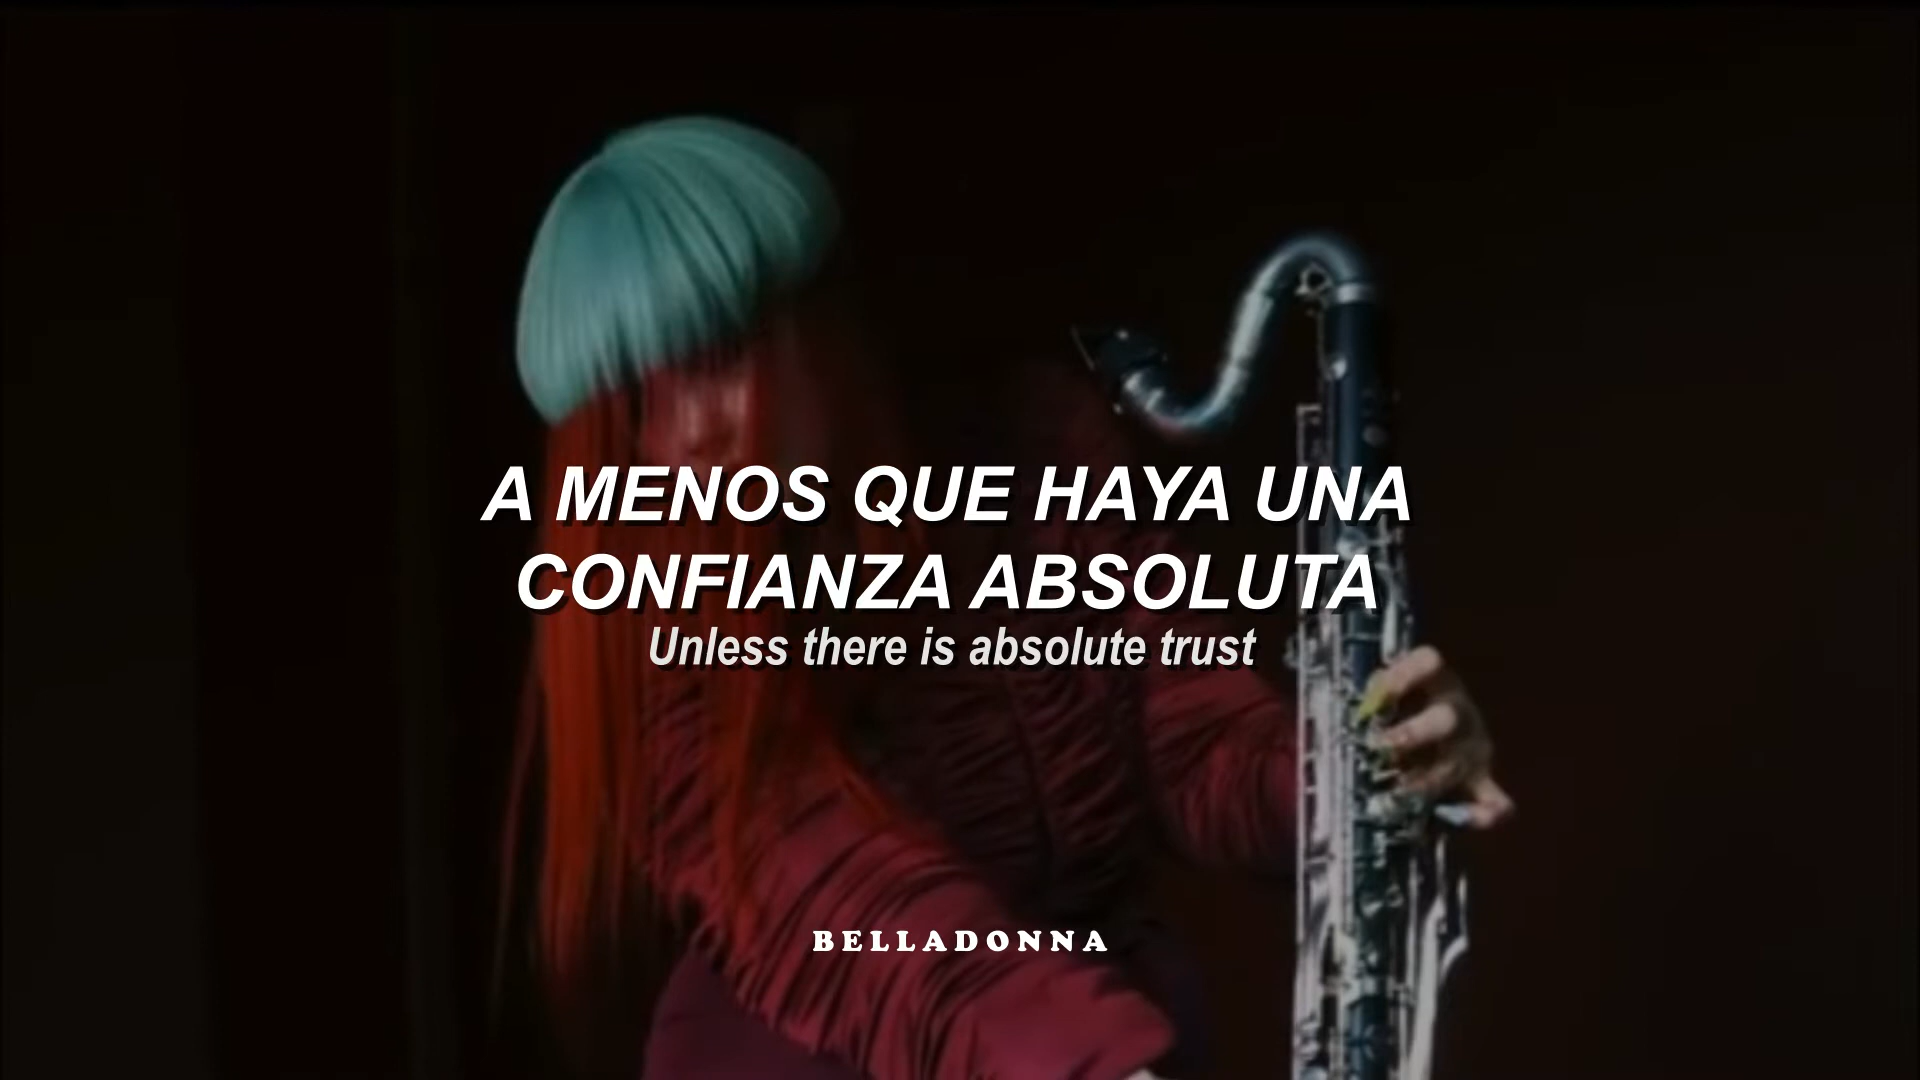 A MENOS QUE HAYA UNA
CONFIANZA ABSOLUTA
Unless there is absolute trust
BELLADONNA